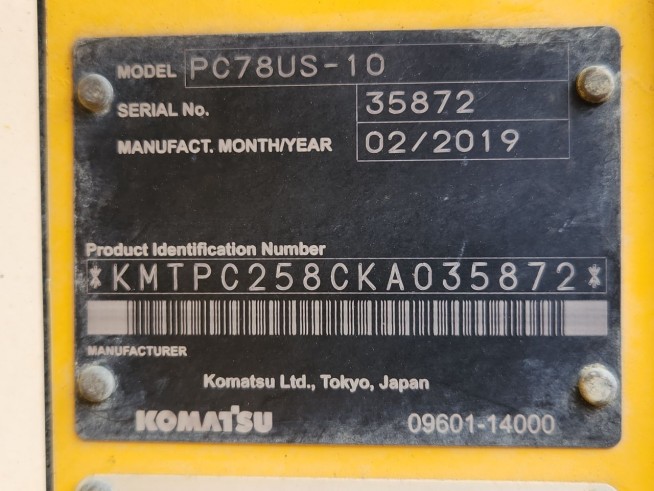 MODEL PC78US-10
SERIAL No. 35872
MANUFACT. MONTH/YEAR 02/2019
Product Identification Number
*KMTPC258CKA035872*
MANUFACTURER
Komatsu Ltd., Tokyo, Japan
KOMATSU 09601-14000